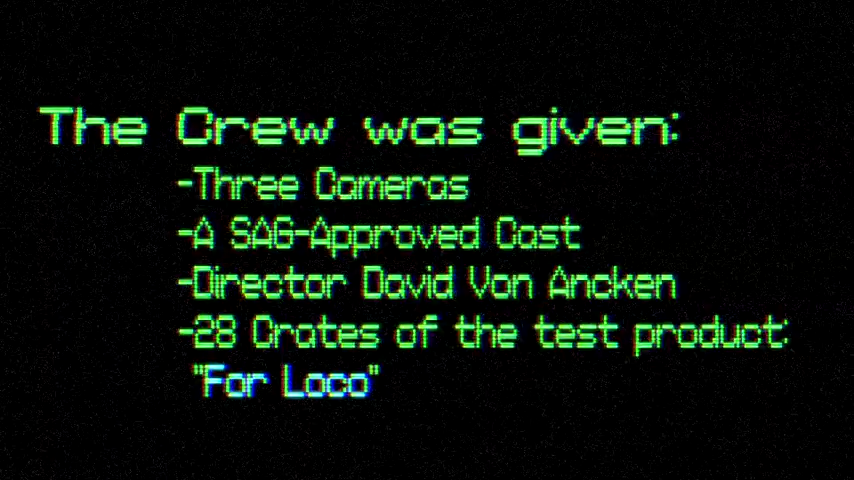 The Crew was given:
-Three Cameras
-A SAG-Approved Cast
-Director David Von Ancken
-28 Crates of the test product:
"For Loco"